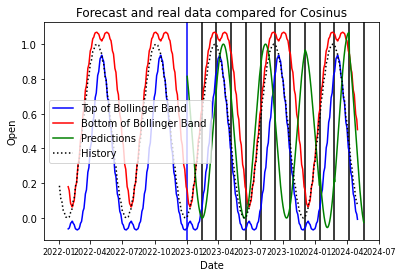 Forecast and real data compared for Cosinus
1.0
0.8
0.6
0.4
0.2
0.0
Open
Top of Bollinger Band
Bottom of Bollinger Band
Predictions
History
2022-01 2022-04 2022-07 2022-10 2023-01 2023-04 2023-07 2023-10 2024-01 2024-04 2024-07
Date